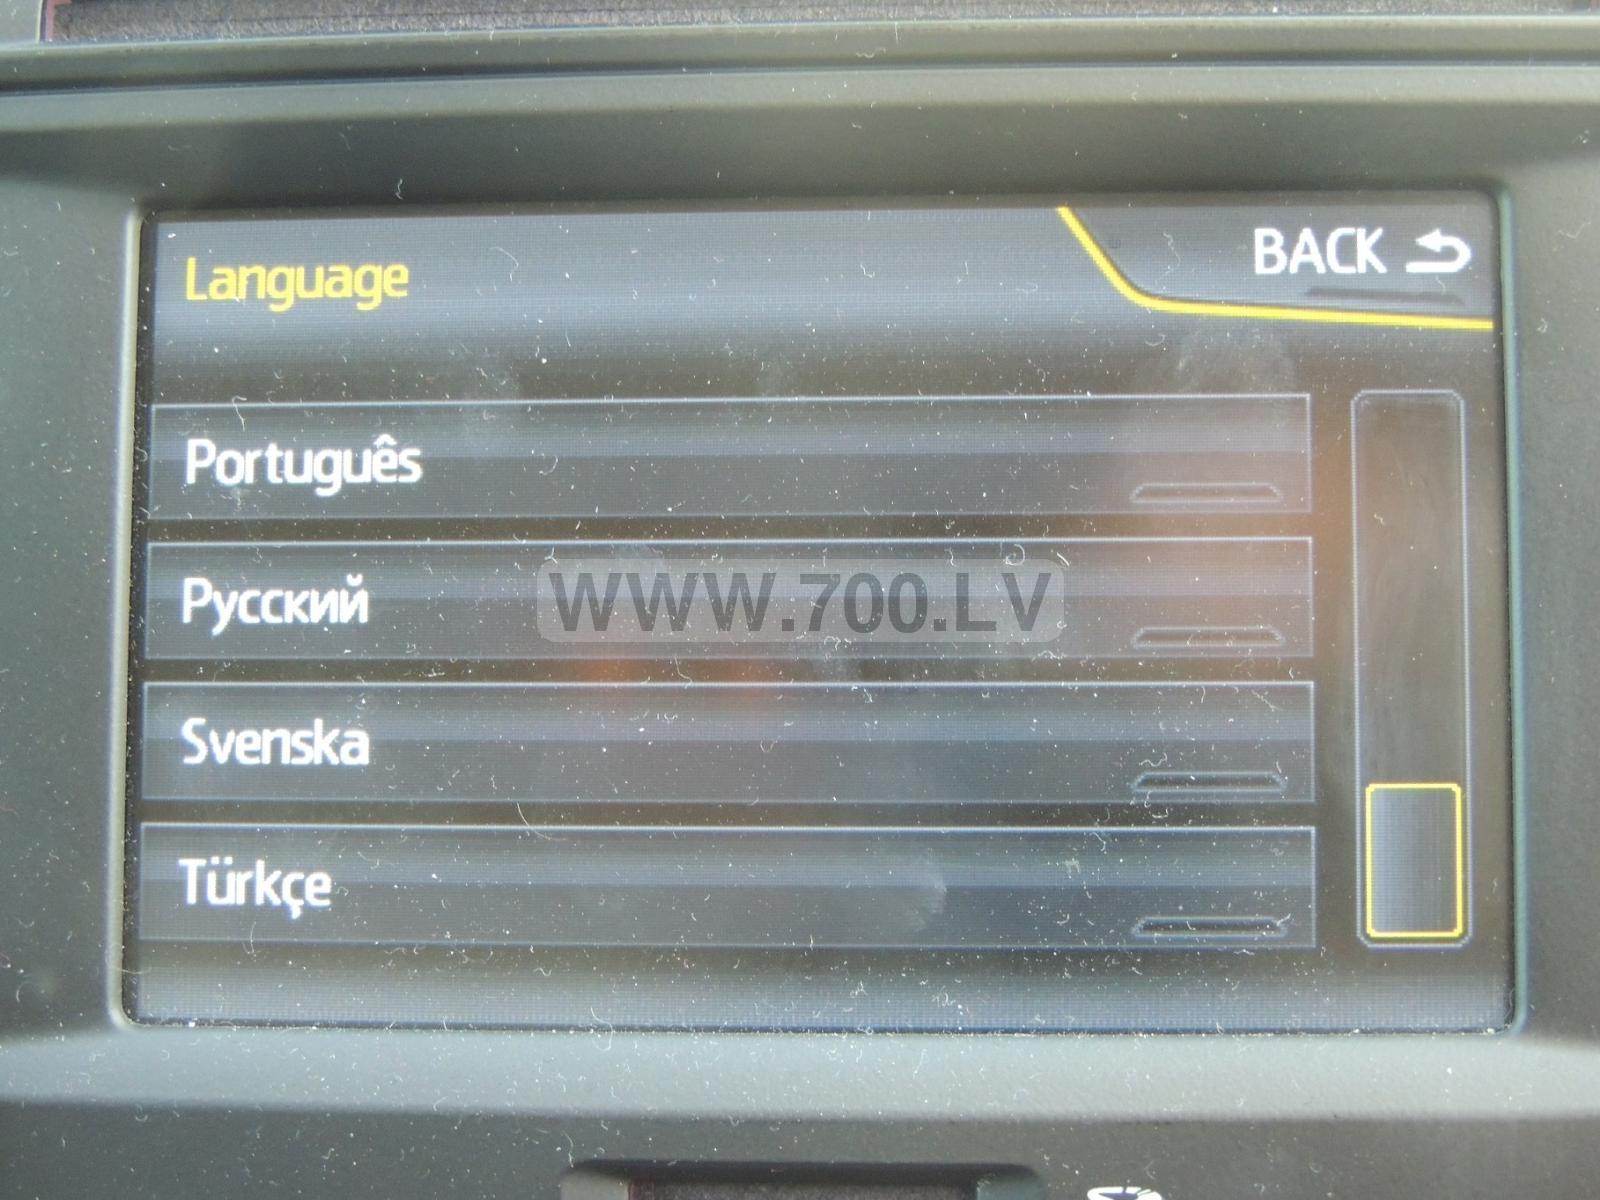 Language
BACK
Português
Русский
WWW.700.LV
Svenska
Türkçe